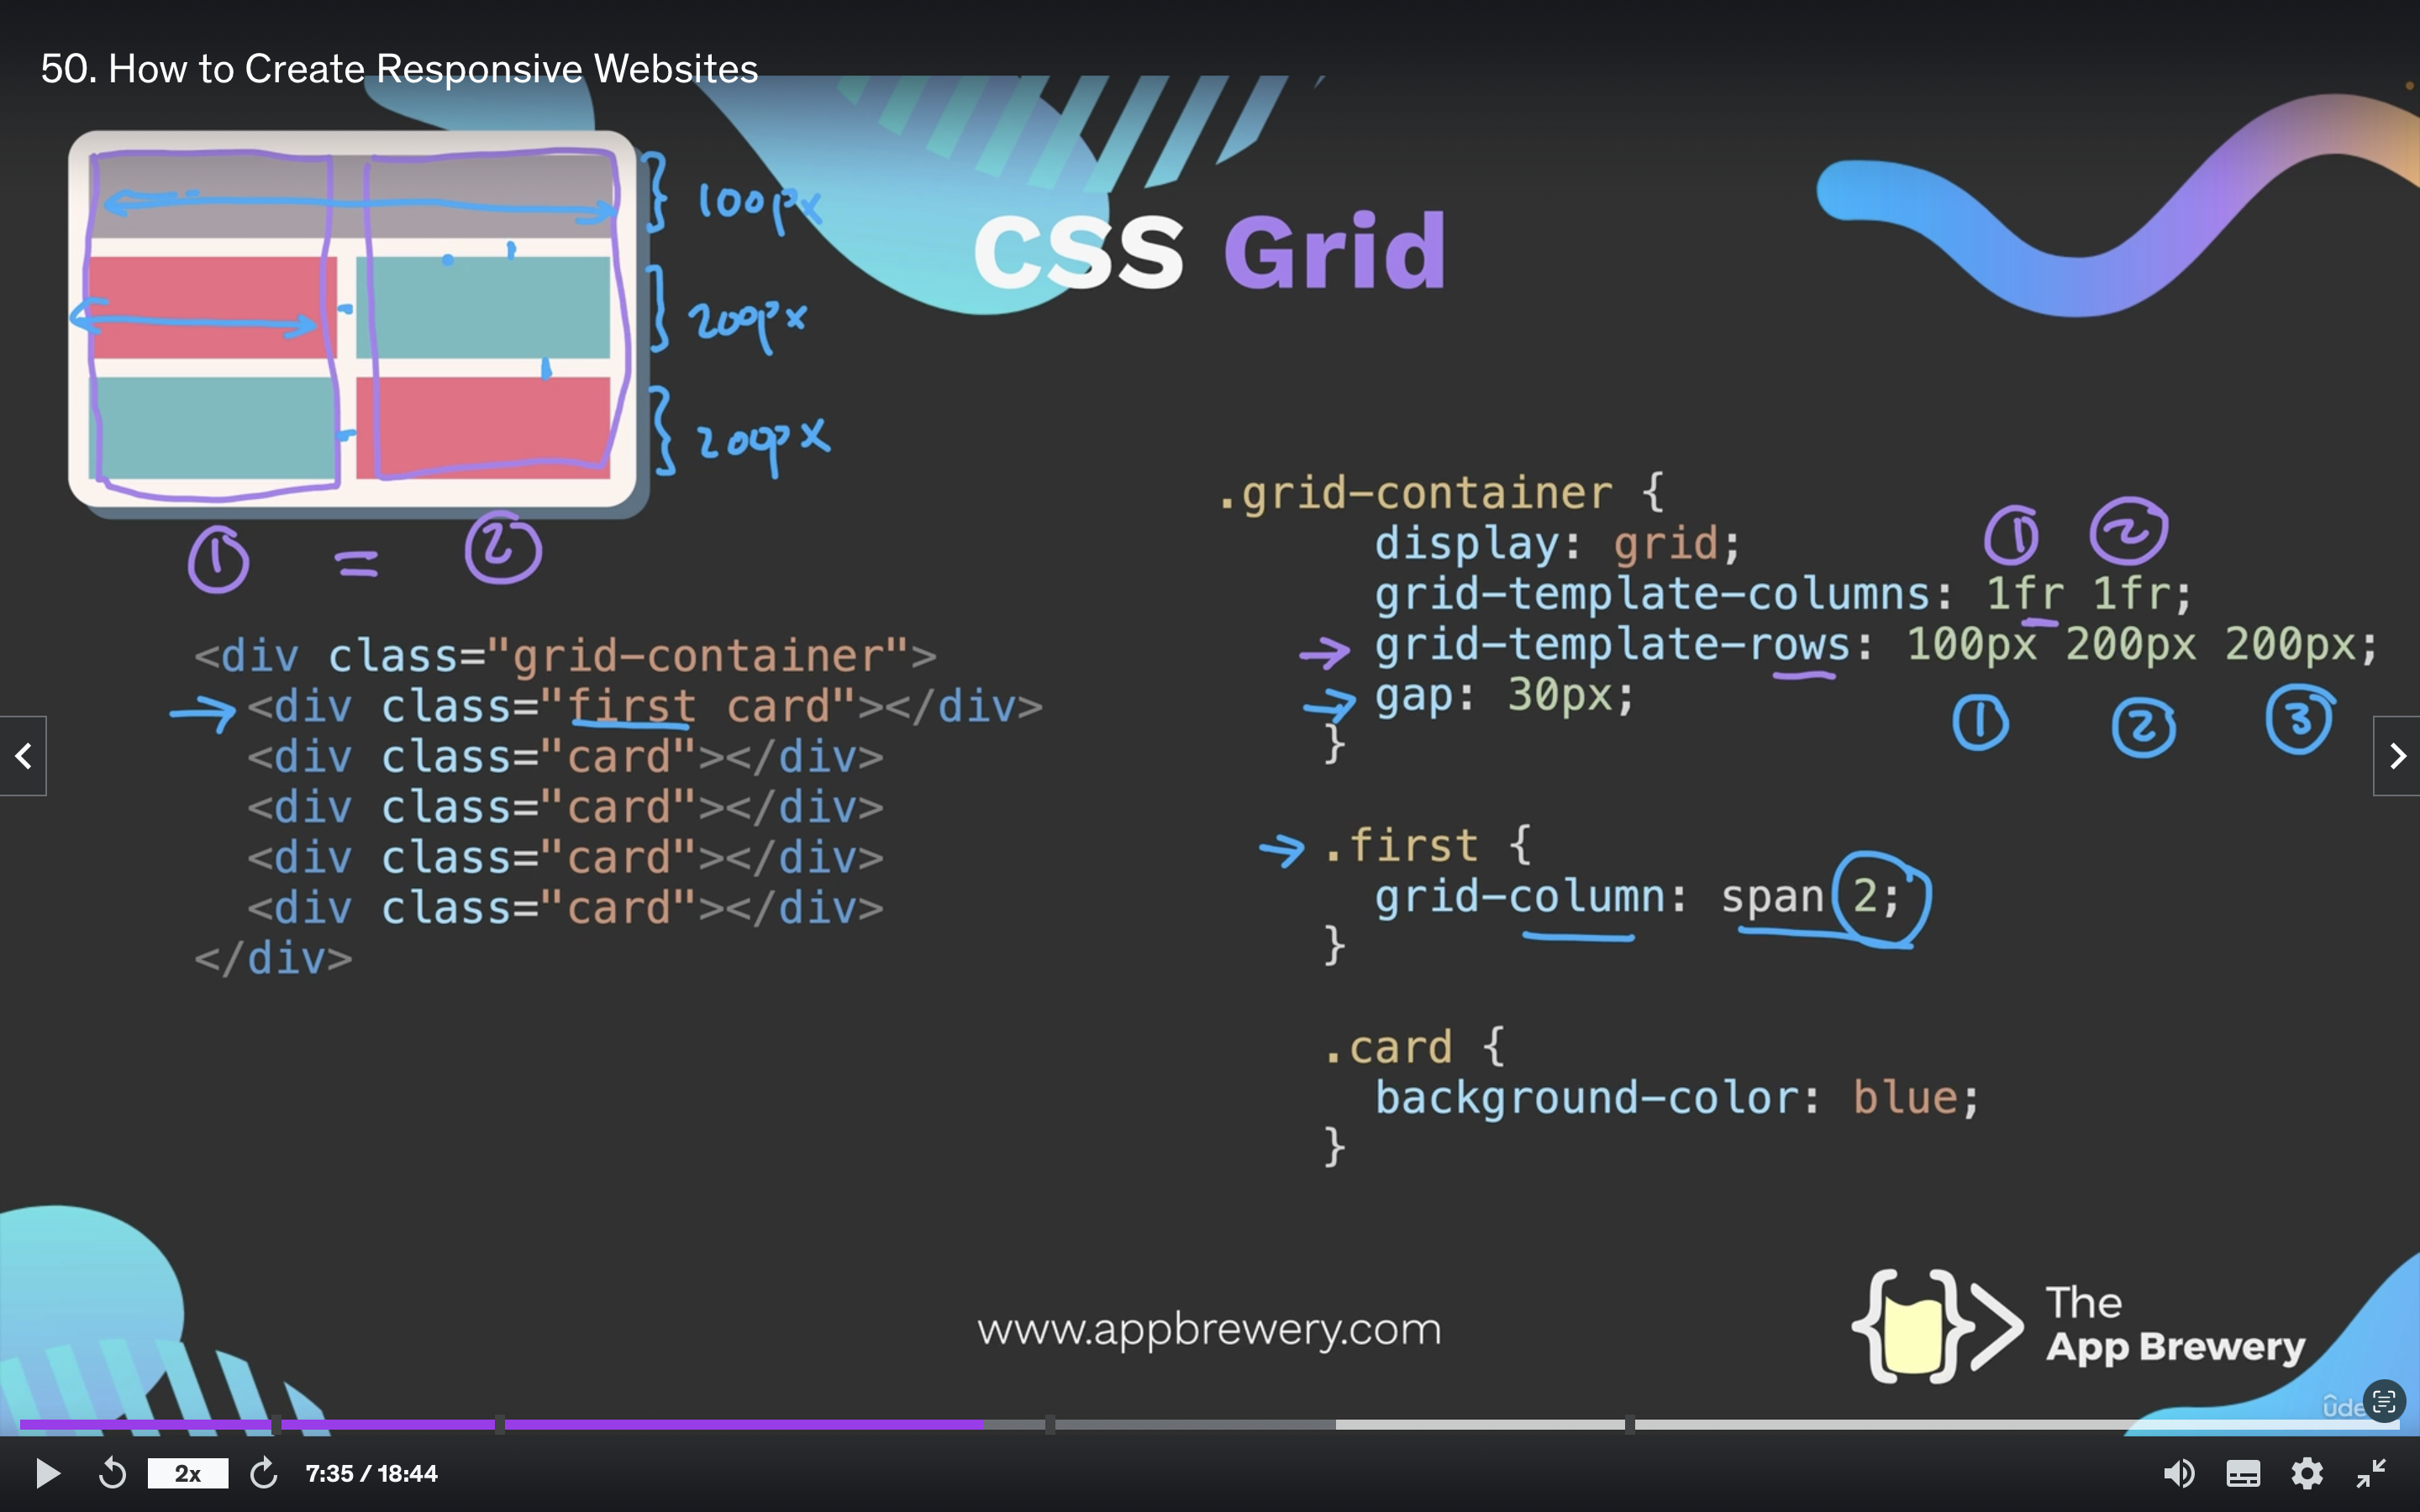 50. How to Create Responsive Websites
100px
200px
200px
CSS Grid
1 = 2
<div class="grid-container">
<div class="first card"></div>
<div class="card"></div>
<div class="card"></div>
<div class="card"></div>
<div class="card"></div>
</div>
.grid-container {
display: grid;
1 2
grid-template-columns: 1fr 1fr;
grid-template-rows: 100px 200px 200px;
gap: 30px;
1 2 3
}
.first {
grid-column: span 2;
}
.card {
background-color: blue;
}
www.appbrewery.com
The
App Brewery
2x
7:35 / 18:44